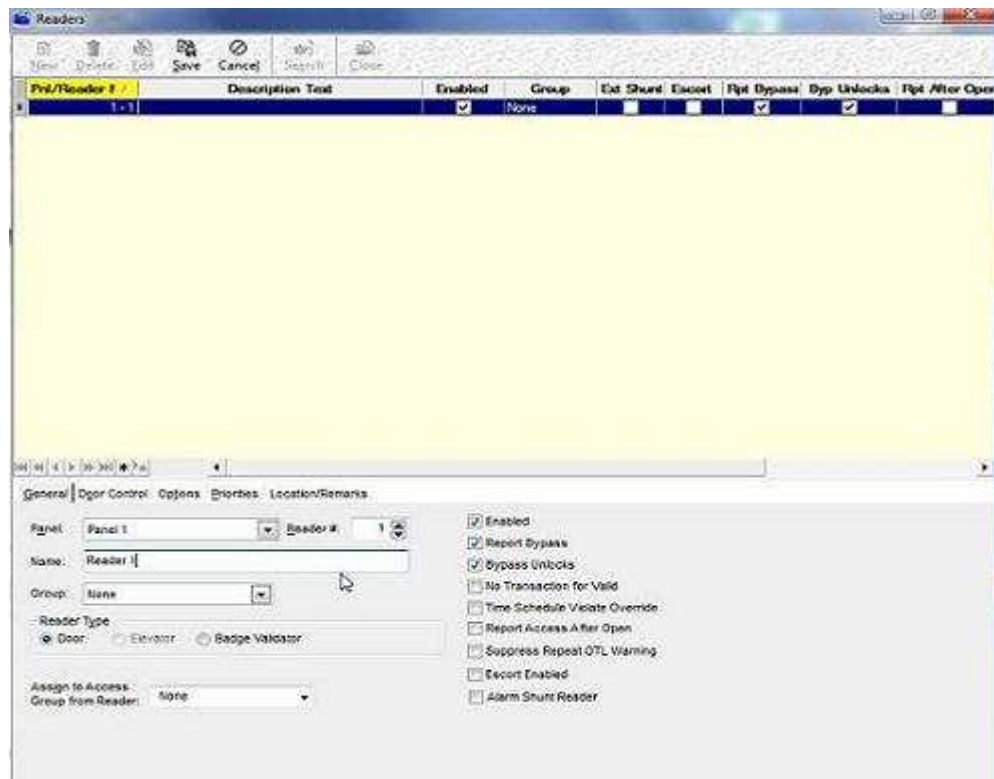 Readers
New Delete Edit Save Cancel Search Close
Pnl/Reader # Description Text Enabled Group Ext Shunt Escort Rpt Bypass Byp Unlocks Rpt After Open
1 - 1 None
General Door Control Options Priorities Location/Remarks
Panel: Panel 1 Reader #: 1
Name: Reader 1
Group: None
Reader Type
Door Elevator Badge Validator
Assign to Access
Group from Reader: None
Enabled
Report Bypass
Bypass Unlocks
No Transaction for Valid
Time Schedule Violate Override
Report Access After Open
Suppress Repeat OTL Warning
Escort Enabled
Alarm Shunt Reader